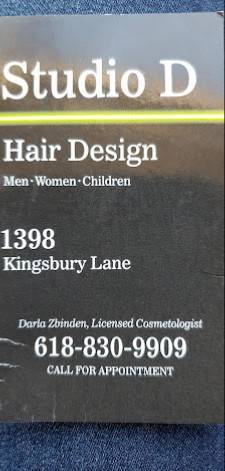 Studio D
Hair Design
Men·Women·Children
1398
Kingsbury Lane
Darla Zbinden, Licensed Cosmetologist
618-830-9909
CALL FOR APPOINTMENT